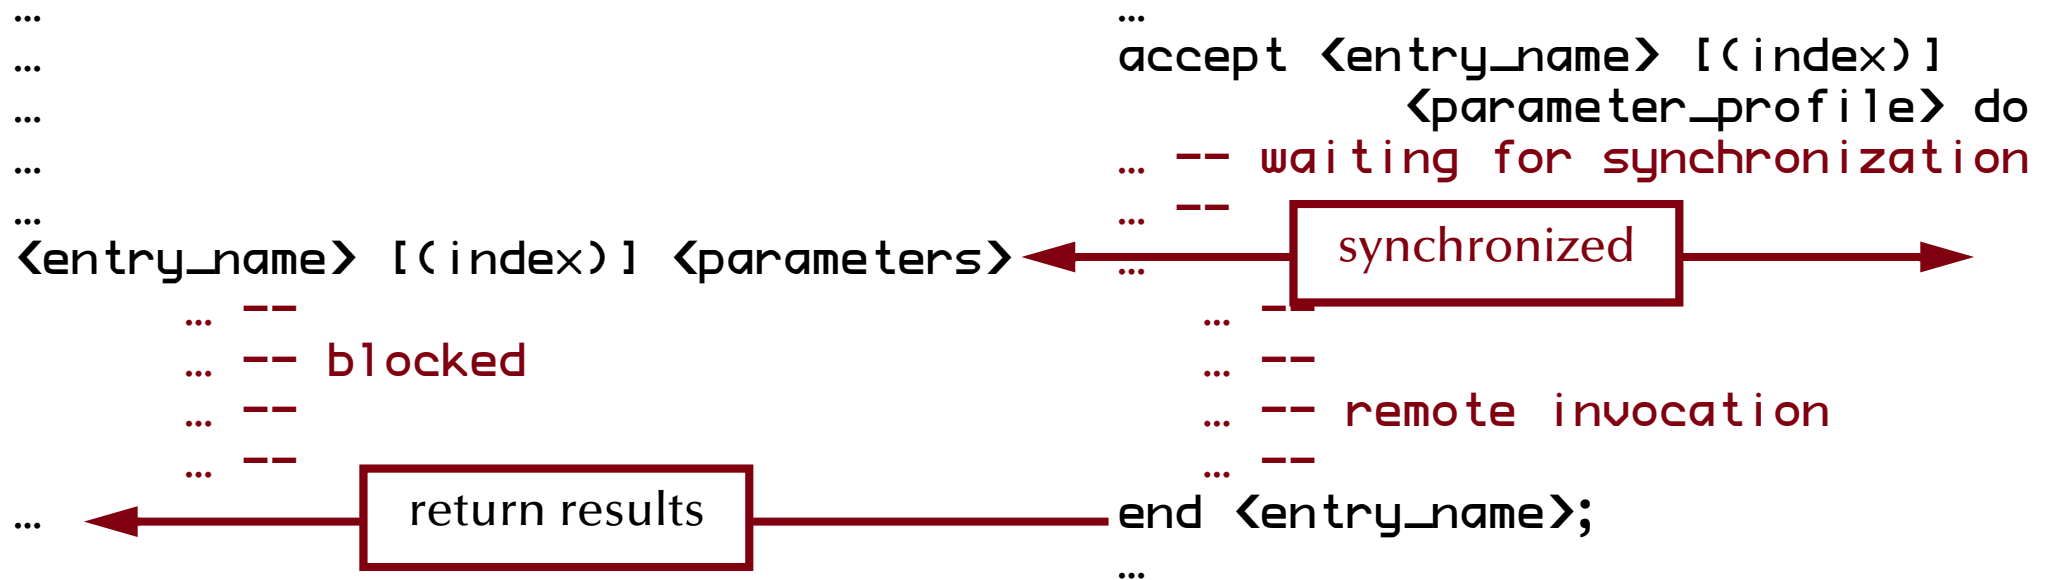 …
…
…
…
…
<entry_name> [(index)] <parameters>
… --
… -- blocked
… --
… --
return results
…
…
accept <entry_name> [(index)]
<parameter_profile> do
… -- waiting for synchronization
… --
synchronized
…
… --
… --
… -- remote invocation
… --
end <entry_name>;
…